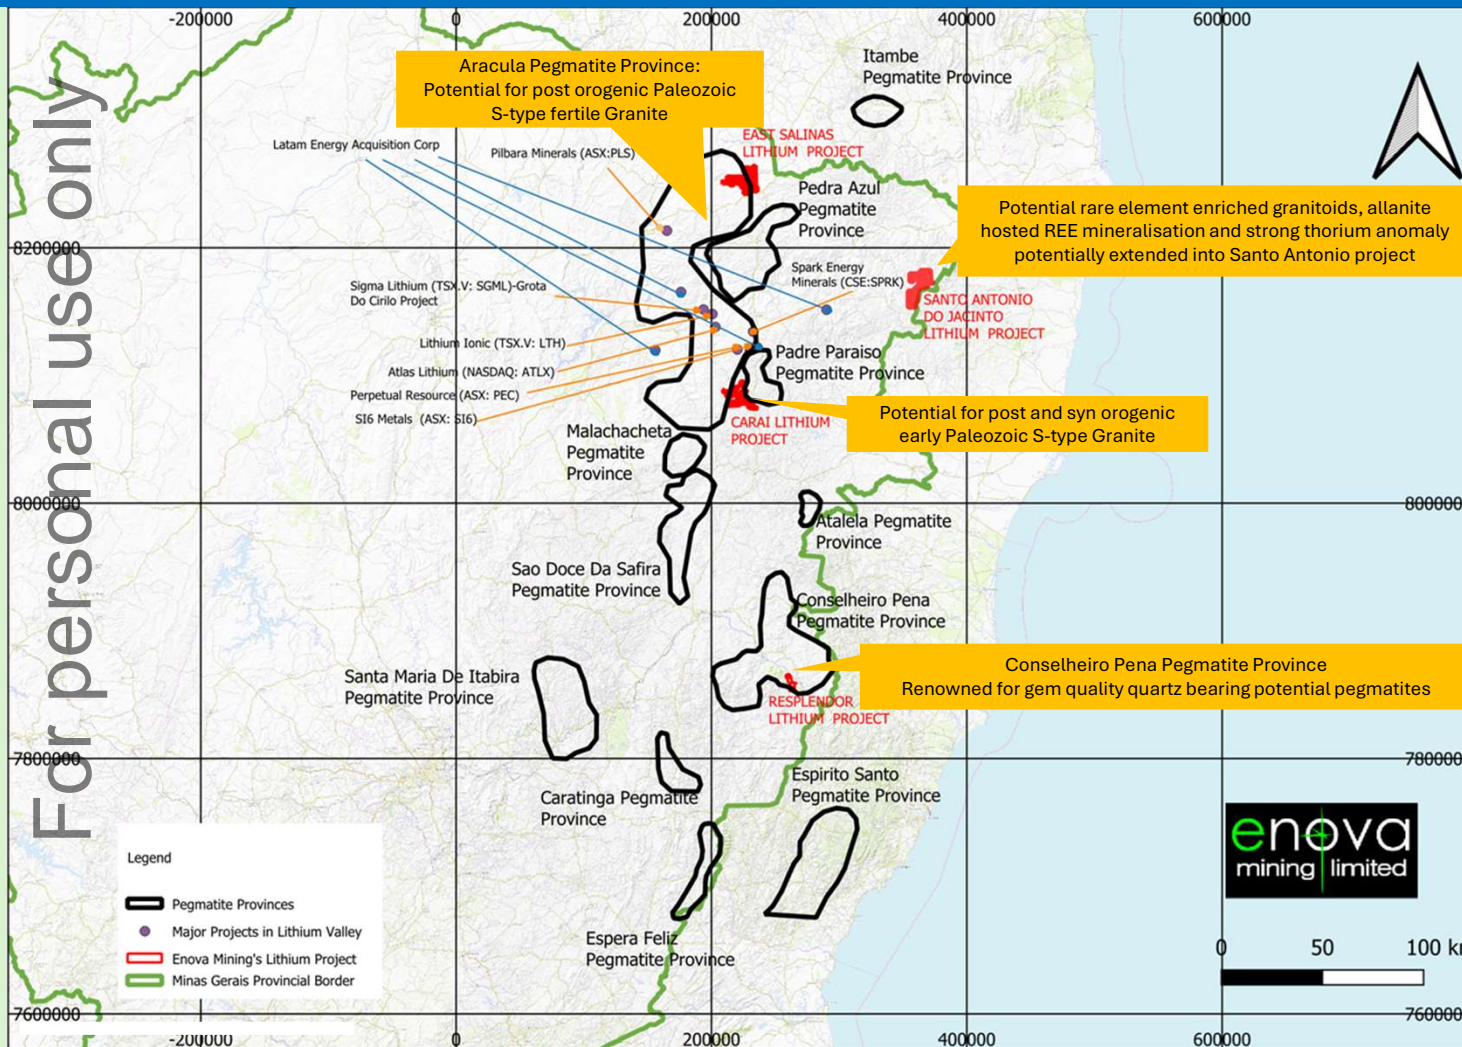 -200000
0
200000
400000
600000
For personal use only
Itambe
Pegmatite Province
Aracula Pegmatite Province:
Potential for post orogenic Paleozoic
S-type fertile Granite
Latam Energy Acquisition Corp
Pilbara Minerals (ASX:PLS)
EAST SALINAS
LITHIUM PROJECT
Pedra Azul
Pegmatite
Province
Potential rare element enriched granitoids, allanite
hosted REE mineralisation and strong thorium anomaly
potentially extended into Santo Antonio project
8200000
Spark Energy
Minerals (CSE:SPRK)
Sigma Lithium (TSX.V: SGML)-Grota
Do Cirilo Project
SANTO ANTONIO
DO JACINTO
LITHIUM PROJECT
Lithium Ionic (TSX.V: LTH)
Padre Paraiso
Pegmatite Province
Atlas Lithium (NASDAQ: ATLX)
Perpetual Resource (ASX: PEC)
SI6 Metals (ASX: SI6)
CARAI LITHIUM
PROJECT
Potential for post and syn orogenic
early Paleozoic S-type Granite
Malachacheta
Pegmatite
Province
8000000
800000
Atalela Pegmatite
Province
Sao Doce Da Safira
Pegmatite Province
Conselheiro Pena
Pegmatite Province
Conselheiro Pena Pegmatite Province
Renowned for gem quality quartz bearing potential pegmatites
Santa Maria De Itabira
Pegmatite Province
RESPLENDOR
LITHIUM PROJECT
7800000
780000
Espirito Santo
Pegmatite Province
Caratinga Pegmatite
Province
enova
mining limited
Legend
Pegmatite Provinces
Major Projects in Lithium Valley
Enova Mining's Lithium Project
Minas Gerais Provincial Border
Espera Feliz
Pegmatite Province
0 50 100 k
7600000
760000
-200000
0
200000
400000
600000